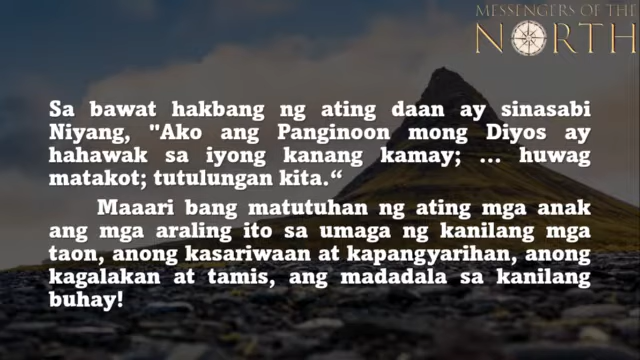 MESSENGERS OF THE
NORTH
Sa bawat hakbang ng ating daan ay sinasabi
Niyang, "Ako ang Panginoon mong Diyos ay
hahawak sa iyong kanang kamay; ... huwag
matakot; tutulungan kita.“
Maaari bang matutuhan ng ating mga anak
ang mga araling ito sa umaga ng kanilang mga
taon, anong kasariwaan at kapangyarihan, anong
kagalakan at tamis, ang madadala sa kanilang
buhay!